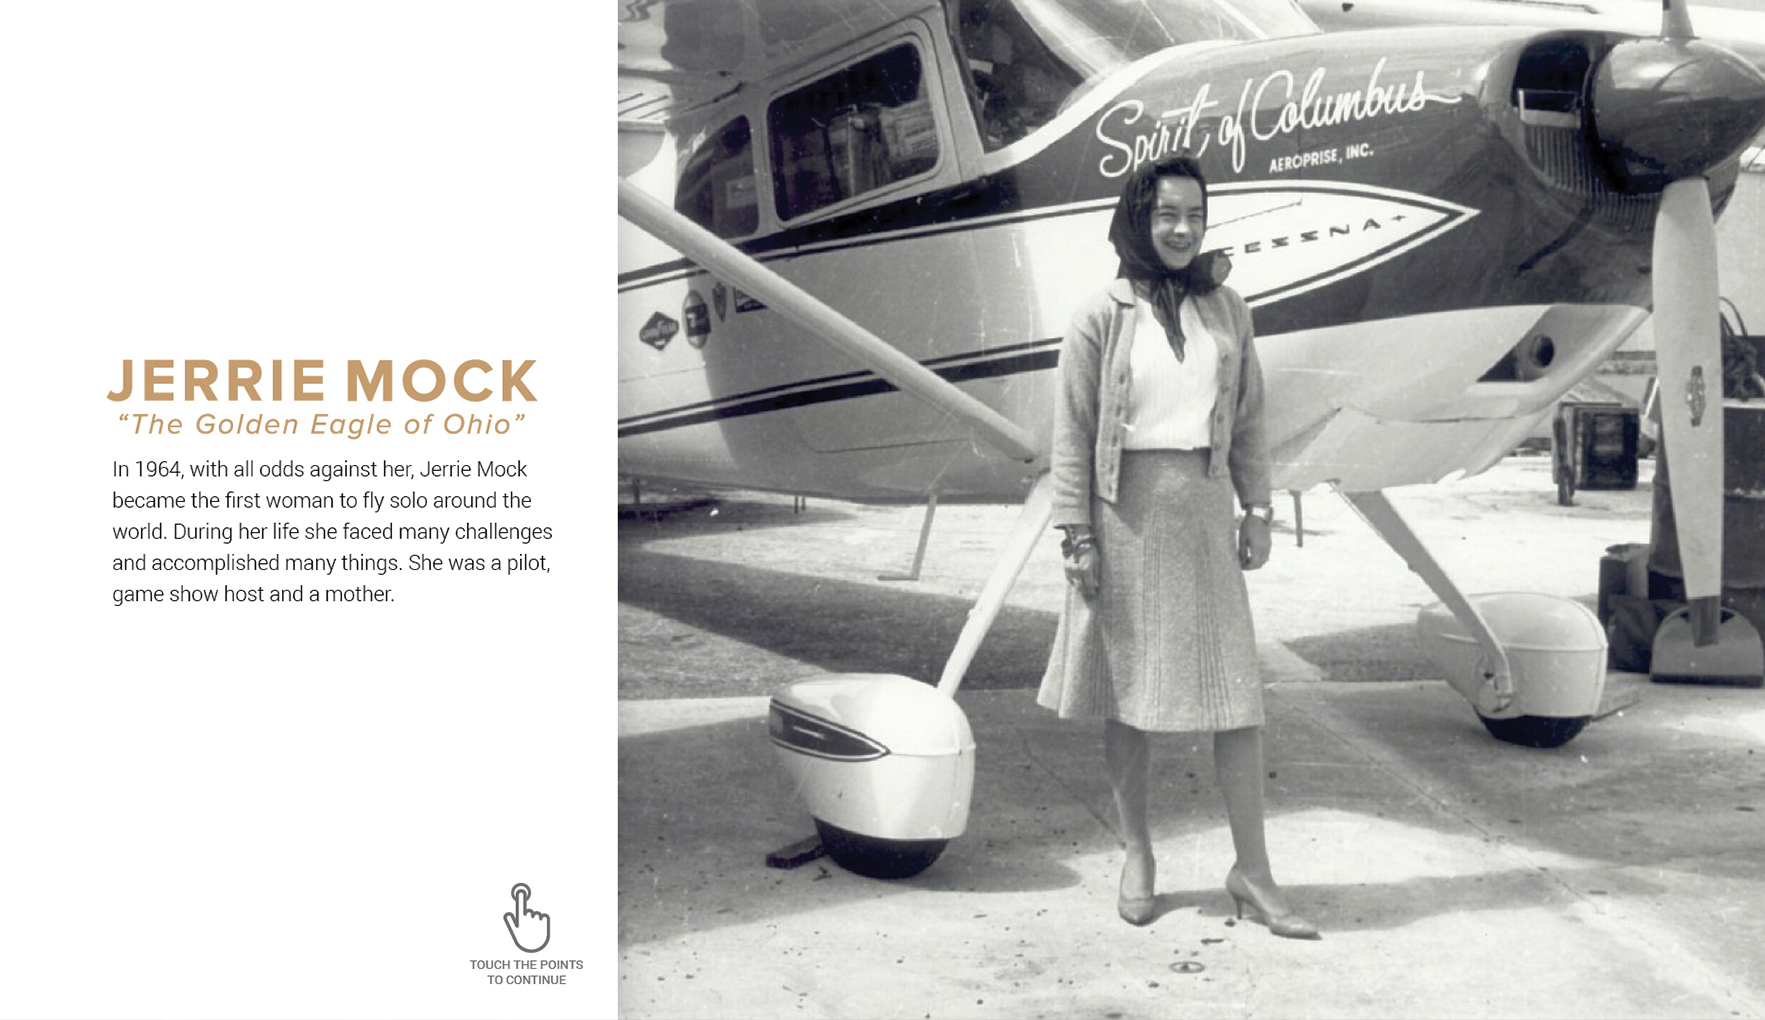 JERRIE MOCK
“The Golden Eagle of Ohio”
In 1964, with all odds against her, Jerrie Mock
became the first woman to fly solo around the
world. During her life she faced many challenges
and accomplished many things. She was a pilot,
game show host and a mother.
TOUCH THE POINTS
TO CONTINUE
Spirit of Columbus
AEROPRISE, INC.
CESSNA
GOODYEAR